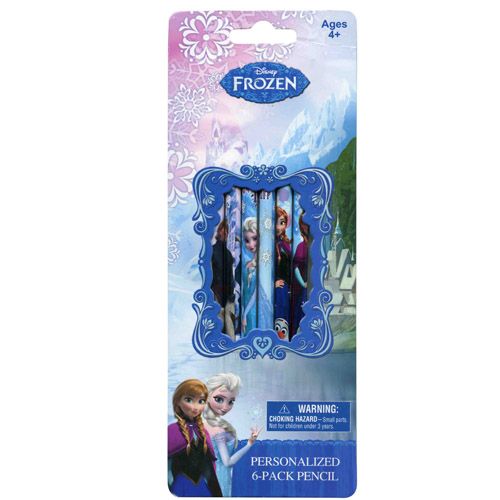 Ages
4+
Disney
FROZEN
WARNING:
CHOKING HAZARD—Small parts.
Not for children under 3 years.
PERSONALIZED
6-PACK PENCIL